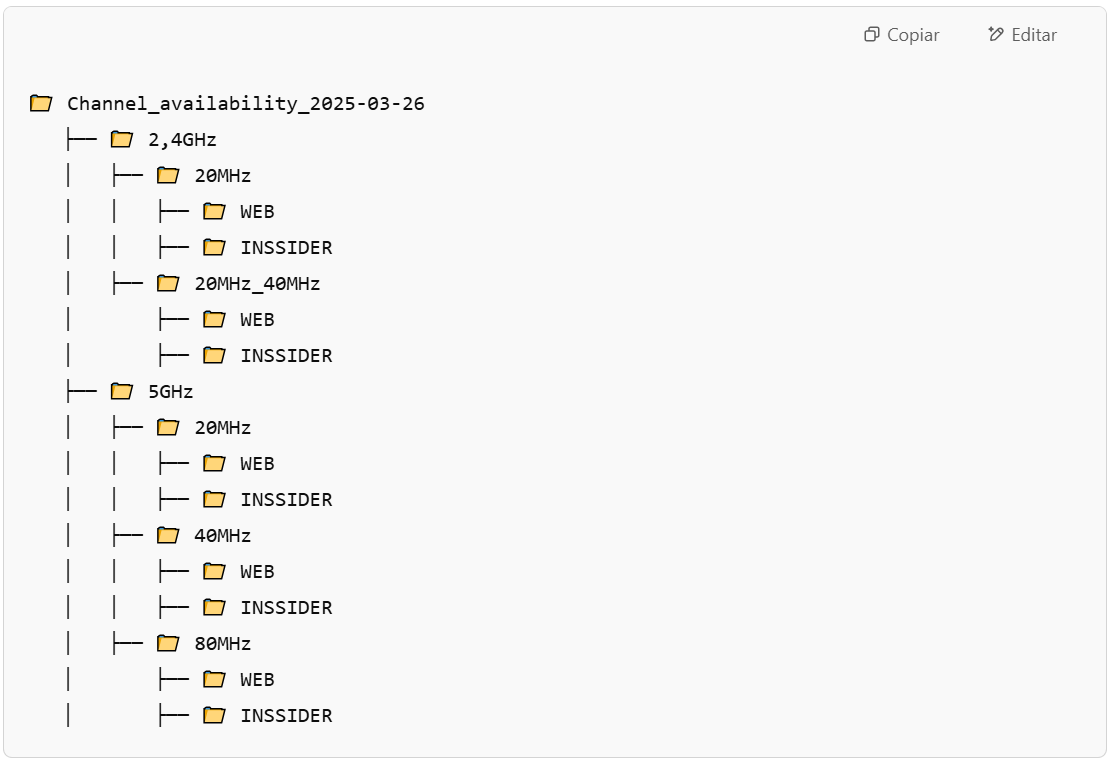 Copiar Editar
Channel_availability_2025-03-26
├── 2,4GHz
│   ├── 20MHz
│   │   ├── WEB
│   │   ├── INSSIDER
│   ├── 20MHz_40MHz
│       ├── WEB
│       ├── INSSIDER
├── 5GHz
│   ├── 20MHz
│   │   ├── WEB
│   │   ├── INSSIDER
│   ├── 40MHz
│   │   ├── WEB
│   │   ├── INSSIDER
│   ├── 80MHz
│       ├── WEB
│       ├── INSSIDER